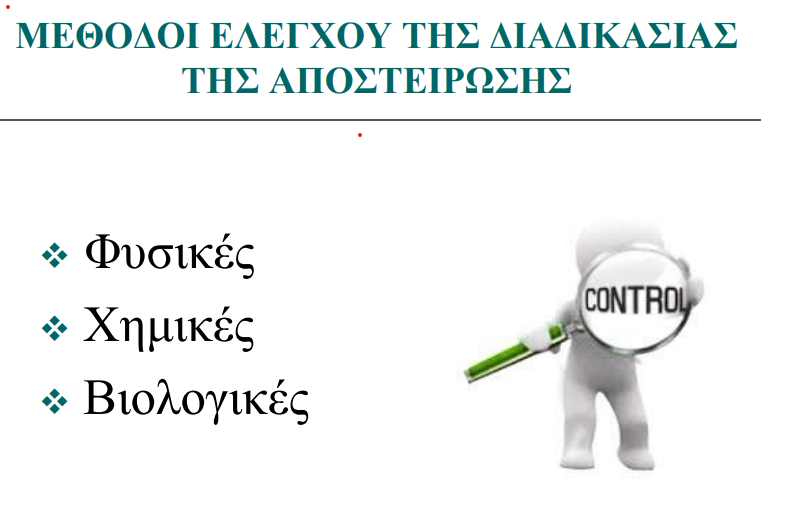 ΜΕΘΟΔΟΙ ΕΛΕΓΧΟΥ ΤΗΣ ΔΙΑΔΙΚΑΣΙΑΣ
ΤΗΣ ΑΠΟΣΤΕΙΡΩΣΗΣ
Φυσικές
Χημικές
Βιολογικές
CONTROL